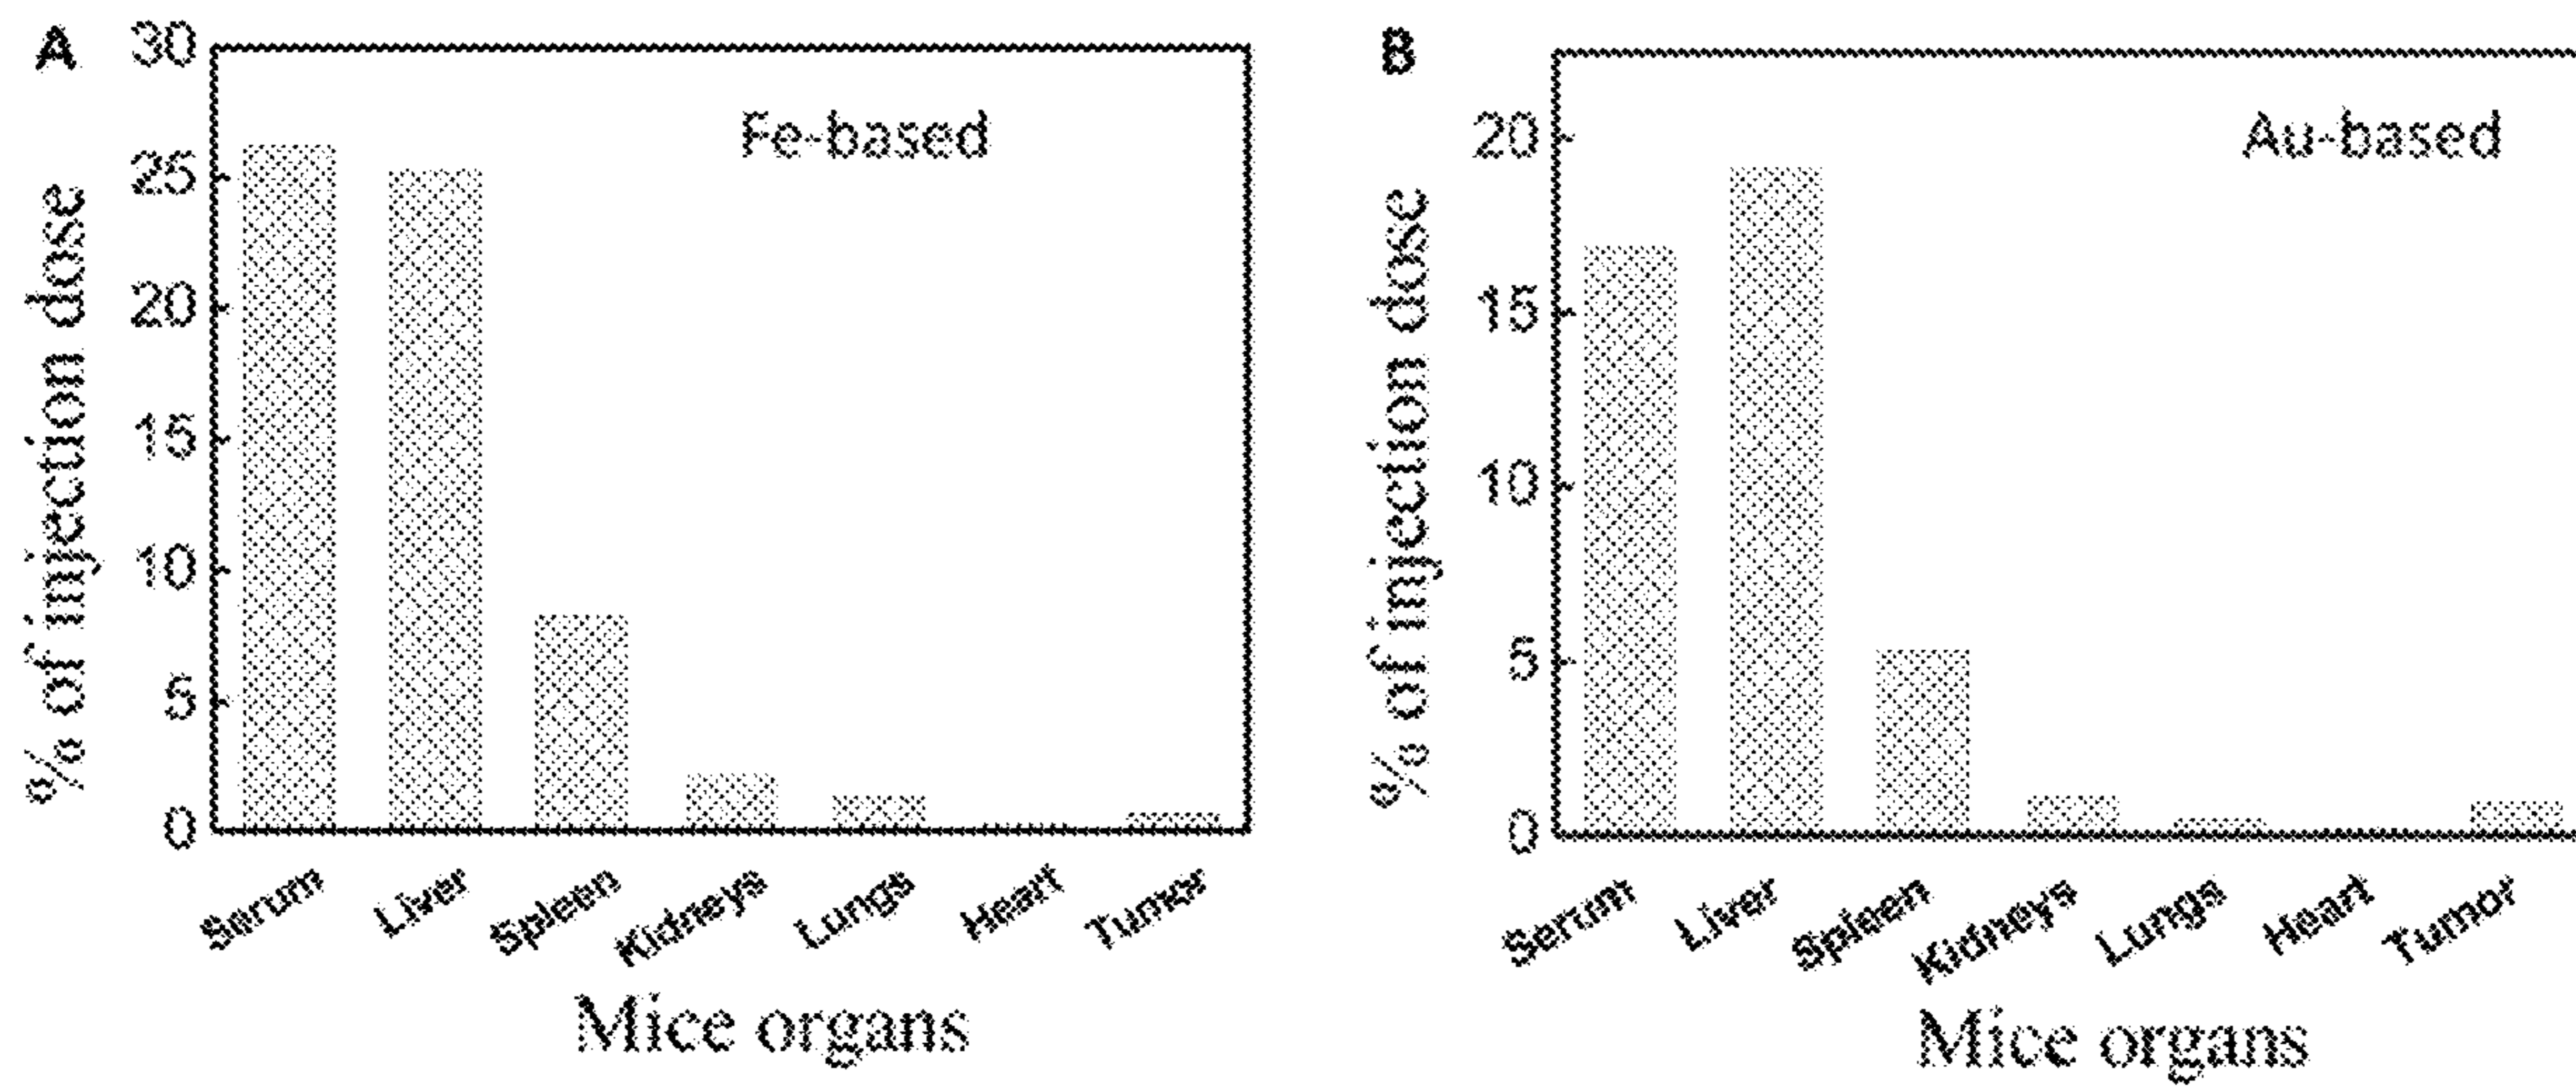 A
Fe-based
% of injection dose
30
25
20
15
10
5
0
Serum
Liver
Spleen
Kidneys
Lungs
Heart
Tumor
Mice organs
B
Au-based
% of injection dose
20
15
10
5
0
Serum
Liver
Spleen
Kidneys
Lungs
Heart
Tumor
Mice organs